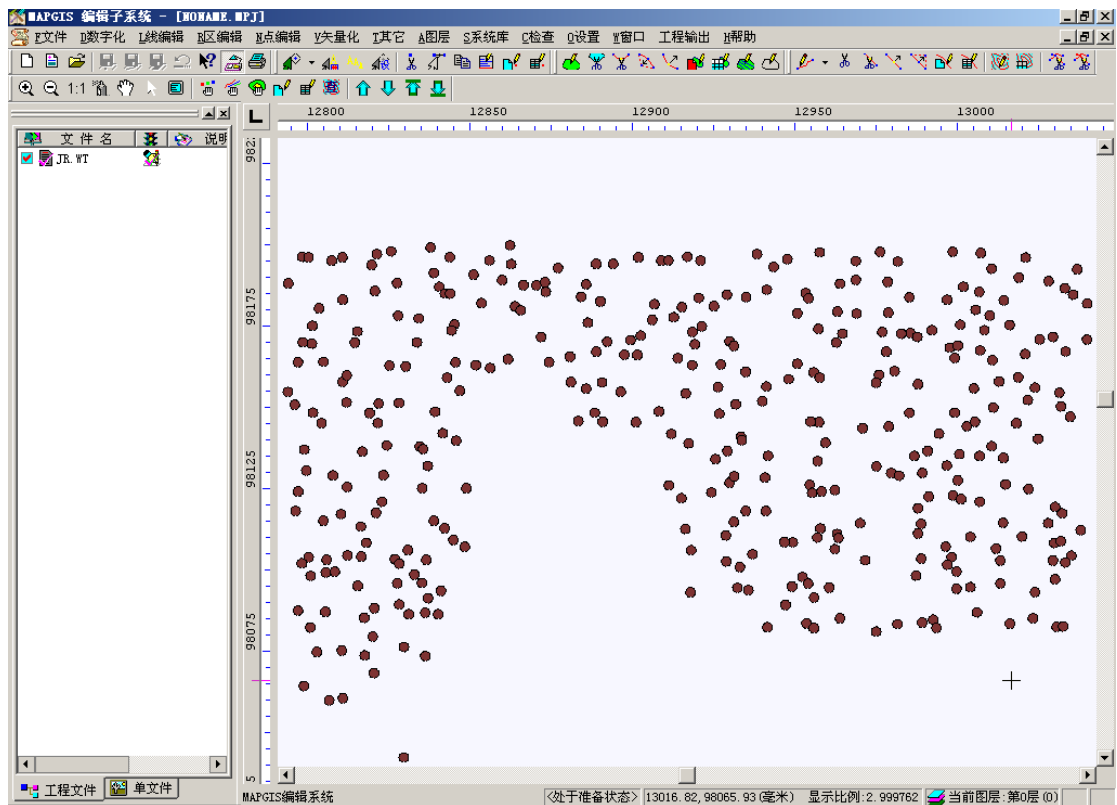 MAPGIS 编辑子系统 - [NONAME.MPJ]
F文件 D数字化 L线编辑 R区编辑 N点编辑 V矢量化 T其它 A图层 S系统库 C检查 O设置 W窗口 工程输出 H帮助
1:1
12800 12850 12900 12950 13000
文件名 说明
JR.WT
98175
98125
98075
工程文件 单文件
MAPGIS编辑系统 <处于准备状态> 13016.82,98065.93(毫米) 显示比例:2.999762 当前图层:第0层(0)